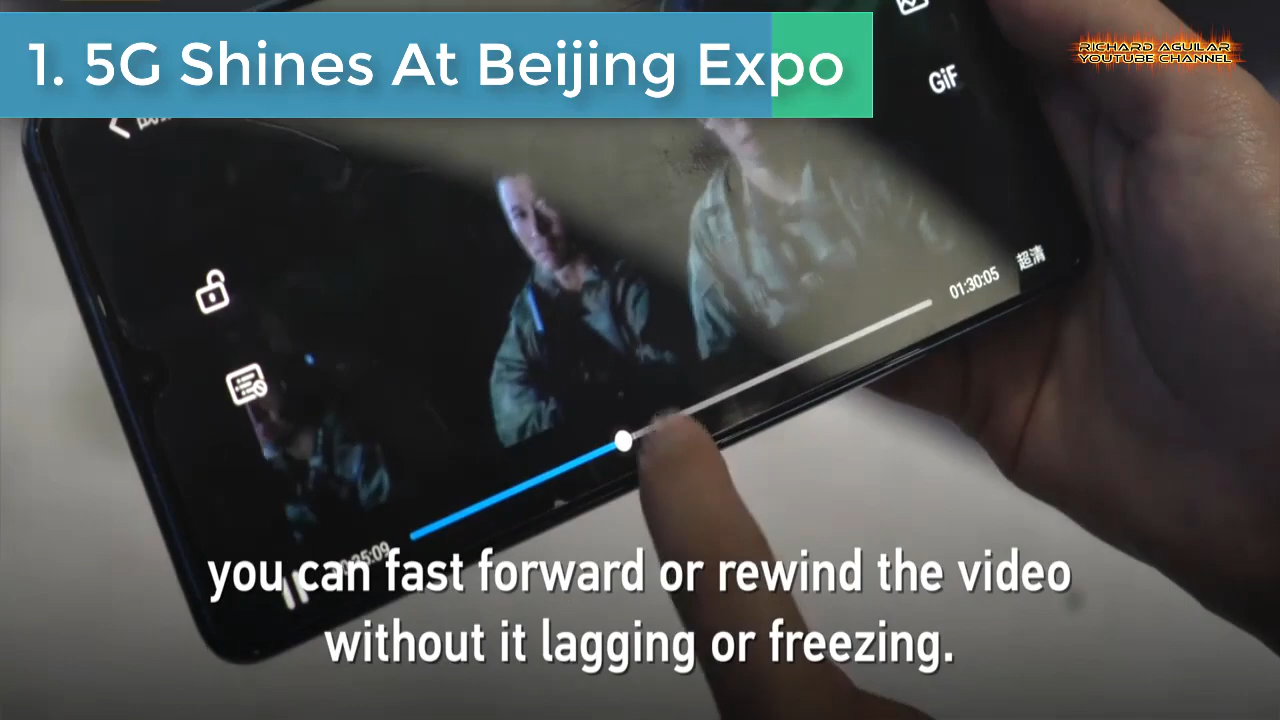 1. 5G Shines At Beijing Expo
RICHARD AGUILAR
YOUTUBE CHANNEL
GIF
超清
01:30:05
you can fast forward or rewind the video
without it lagging or freezing.